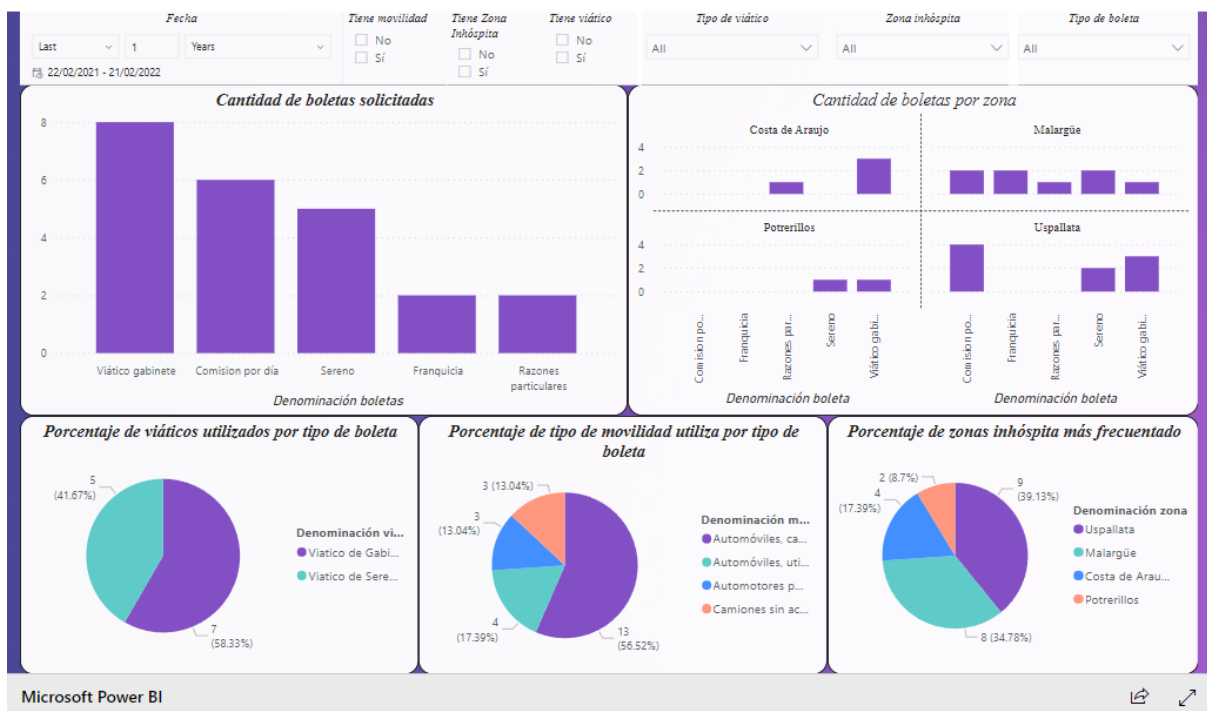 Fecha
Tiene movilidad
Tiene Zona
Inhóspita
Tiene viático
Tipo de viático
Zona inhóspita
Tipo de boleta
Last
1
Years
No
Sí
No
Sí
No
Sí
All
All
All
22/02/2021 - 21/02/2022
Cantidad de boletas solicitadas
8
6
4
2
0
Viático gabinete
Comision por día
Sereno
Franquicia
Razones
particulares
Denominación boletas
Cantidad de boletas por zona
Costa de Araujo
Malargüe
4
2
0
Potrerillos
Uspallata
4
2
0
Comision po...
Franquicia
Razones par...
Sereno
Viático gabi...
Comision po...
Franquicia
Razones par...
Sereno
Viático gabi...
Denominación boleta
Denominación boleta
Porcentaje de viáticos utilizados por tipo de boleta
5
(41.67%)
7
(58.33%)
Denominación vi...
Viatico de Gabi...
Viatico de Sere...
Porcentaje de tipo de movilidad utiliza por tipo de
boleta
3 (13.04%)
3
(13.04%)
4
(17.39%)
13
(56.52%)
Denominación m...
Automóviles, ca...
Automóviles, uti...
Automotores p...
Camiones sin ac...
Porcentaje de zonas inhóspita más frecuentado
2 (8.7%)
4
(17.39%)
9
(39.13%)
8 (34.78%)
Denominación zona
Uspallata
Malargüe
Costa de Arau...
Potrerillos
Microsoft Power BI